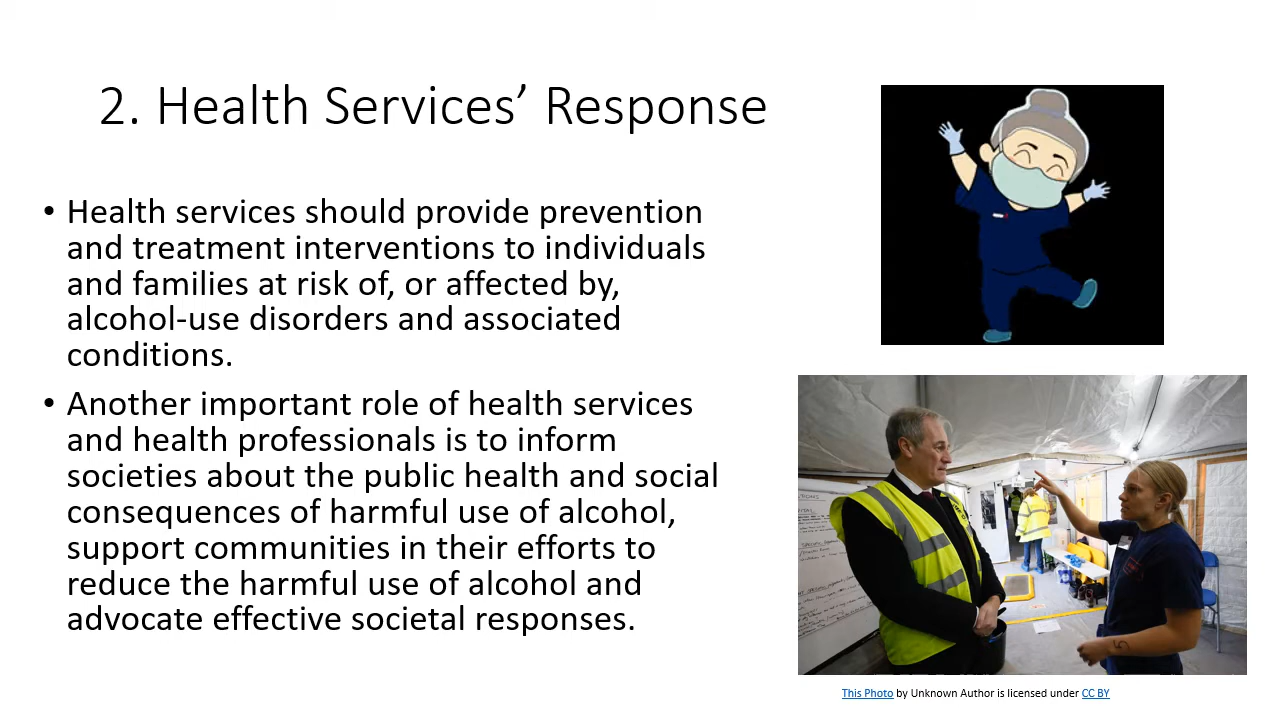 2. Health Services’ Response
• Health services should provide prevention
and treatment interventions to individuals
and families at risk of, or affected by,
alcohol-use disorders and associated
conditions.
• Another important role of health services
and health professionals is to inform
societies about the public health and social
consequences of harmful use of alcohol,
support communities in their efforts to
reduce the harmful use of alcohol and
advocate effective societal responses.
This Photo by Unknown Author is licensed under CC BY